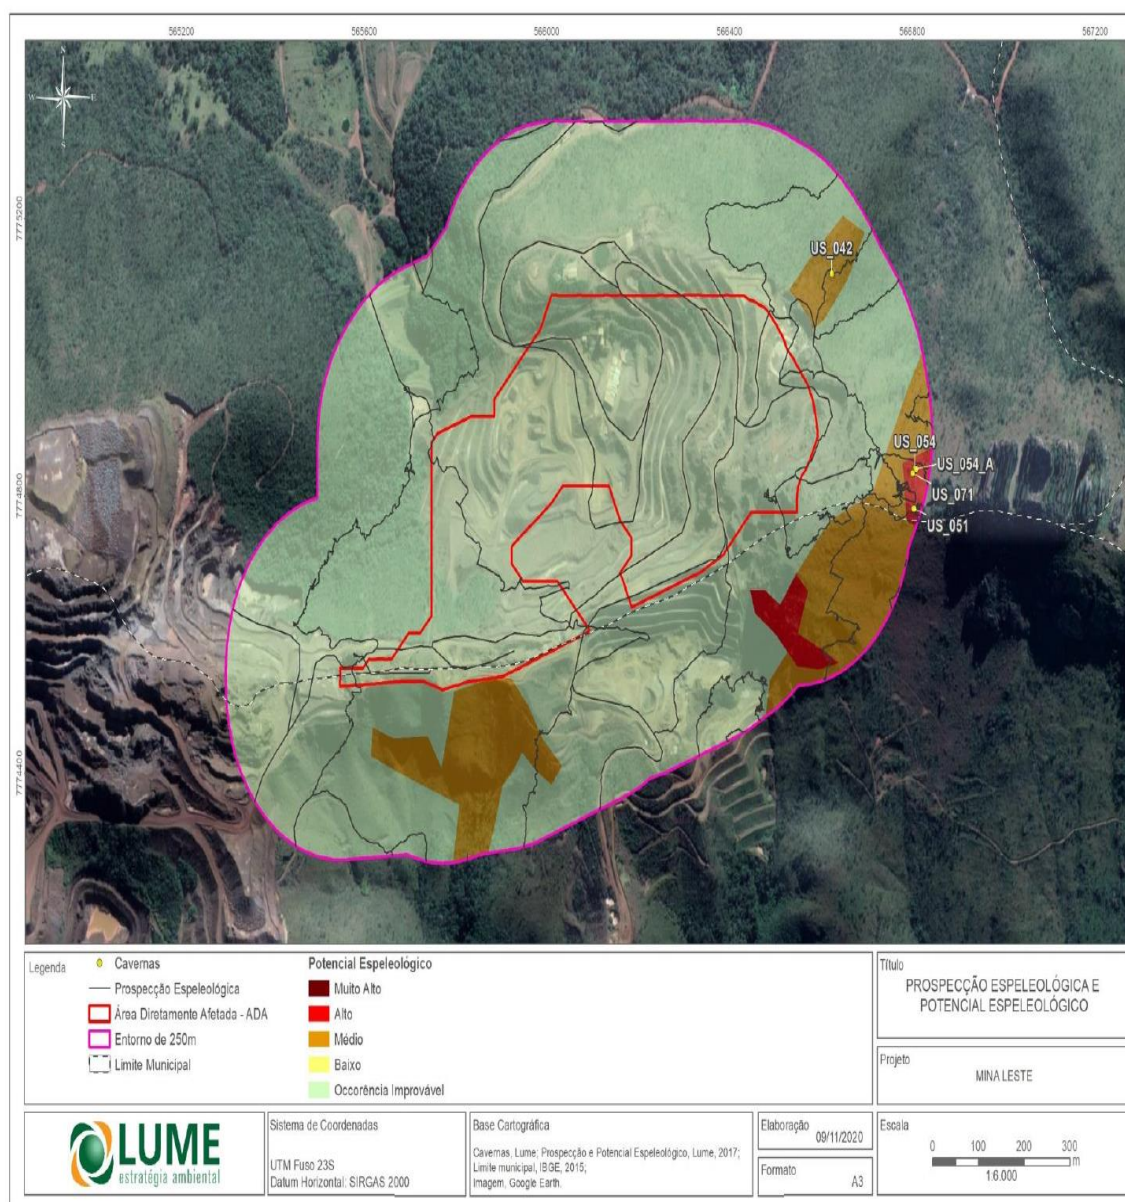 565200 565600 566000 566400 566800 567200
N
W E
S
7775200
7774800
7774400
US_042
US_054
US_054_A
US_071
US_051
Legenda
Cavernas
Prospecção Espeleológica
Área Diretamente Afetada - ADA
Entorno de 250m
Limite Municipal
Potencial Espeleológico
Muito Alto
Alto
Médio
Baixo
Occorência Improvável
Título
PROSPECÇÃO ESPELEOLÓGICA E
POTENCIAL ESPELEOLÓGICO
Projeto
MINA LESTE
LUME
estratégia ambiental
Sistema de Coordenadas
UTM Fuso 23S
Datum Horizontal: SIRGAS 2000
Base Cartográfica
Cavernas, Lume; Prospecção e Potencial Espeleológico, Lume, 2017;
Limite municipal, IBGE, 2015;
Imagem, Google Earth.
Elaboração
09/11/2020
Formato
A3
Escala
0 100 200 300
m
1:6.000